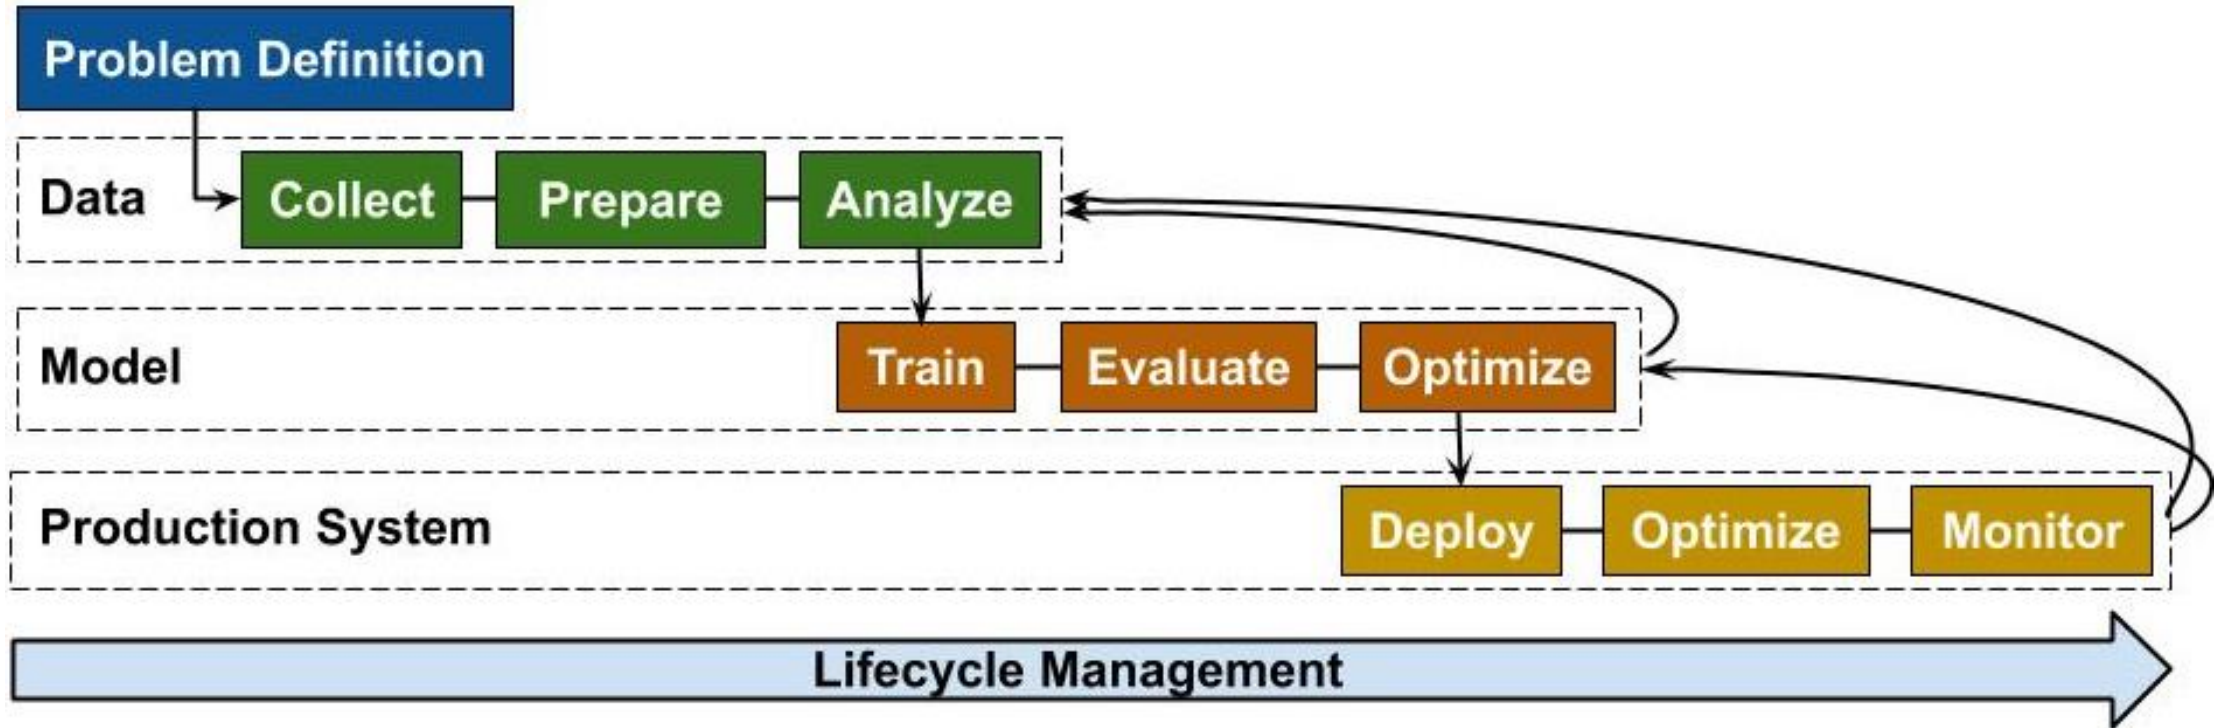 Problem Definition
Data Collect Prepare Analyze
Model Train Evaluate Optimize
Production System Deploy Optimize Monitor
Lifecycle Management